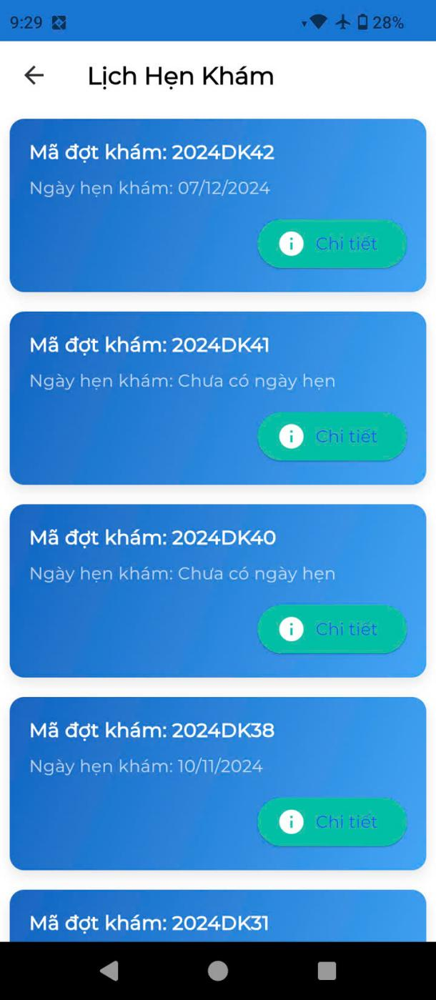 9:29
28%
Lịch Hẹn Khám
Mã đợt khám: 2024DK42
Ngày hẹn khám: 07/12/2024
Chi tiết
Mã đợt khám: 2024DK41
Ngày hẹn khám: Chưa có ngày hẹn
Chi tiết
Mã đợt khám: 2024DK40
Ngày hẹn khám: Chưa có ngày hẹn
Chi tiết
Mã đợt khám: 2024DK38
Ngày hẹn khám: 10/11/2024
Chi tiết
Mã đợt khám: 2024DK31